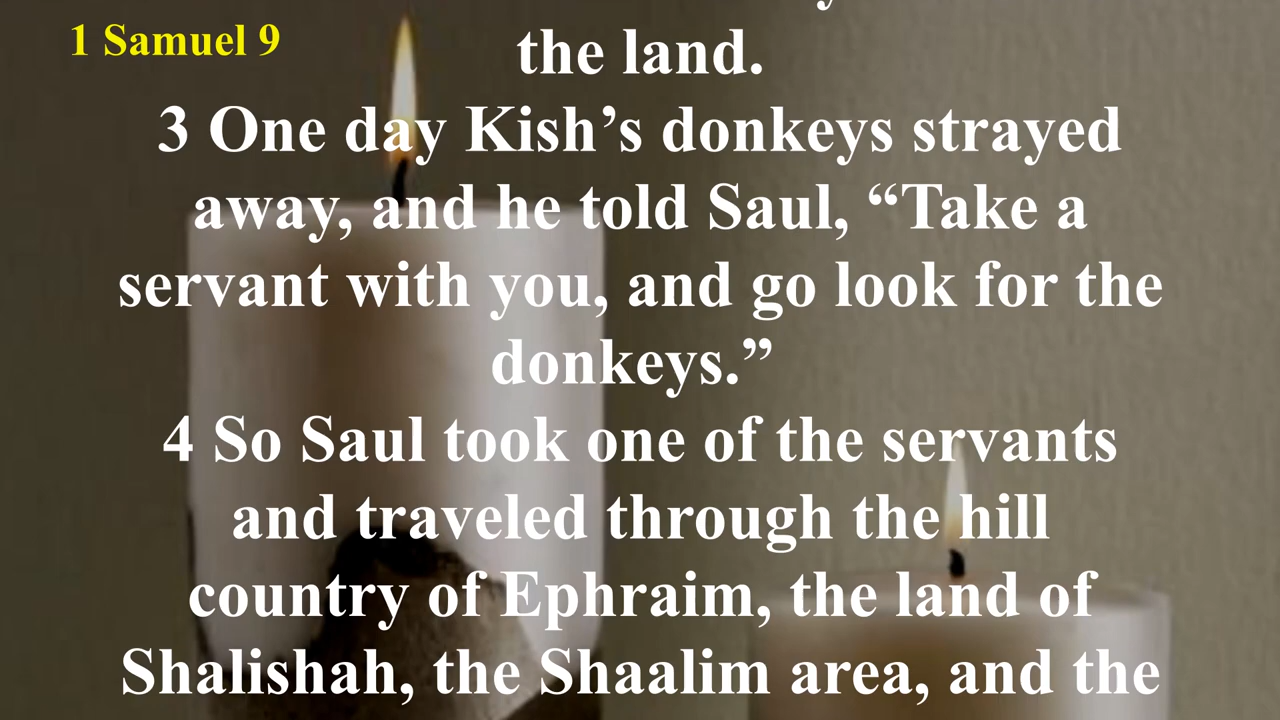 1 Samuel 9
the land.
3 One day Kish’s donkeys strayed
away, and he told Saul, “Take a
servant with you, and go look for the
donkeys.”
4 So Saul took one of the servants
and traveled through the hill
country of Ephraim, the land of
Shalishah, the Shaalim area, and the